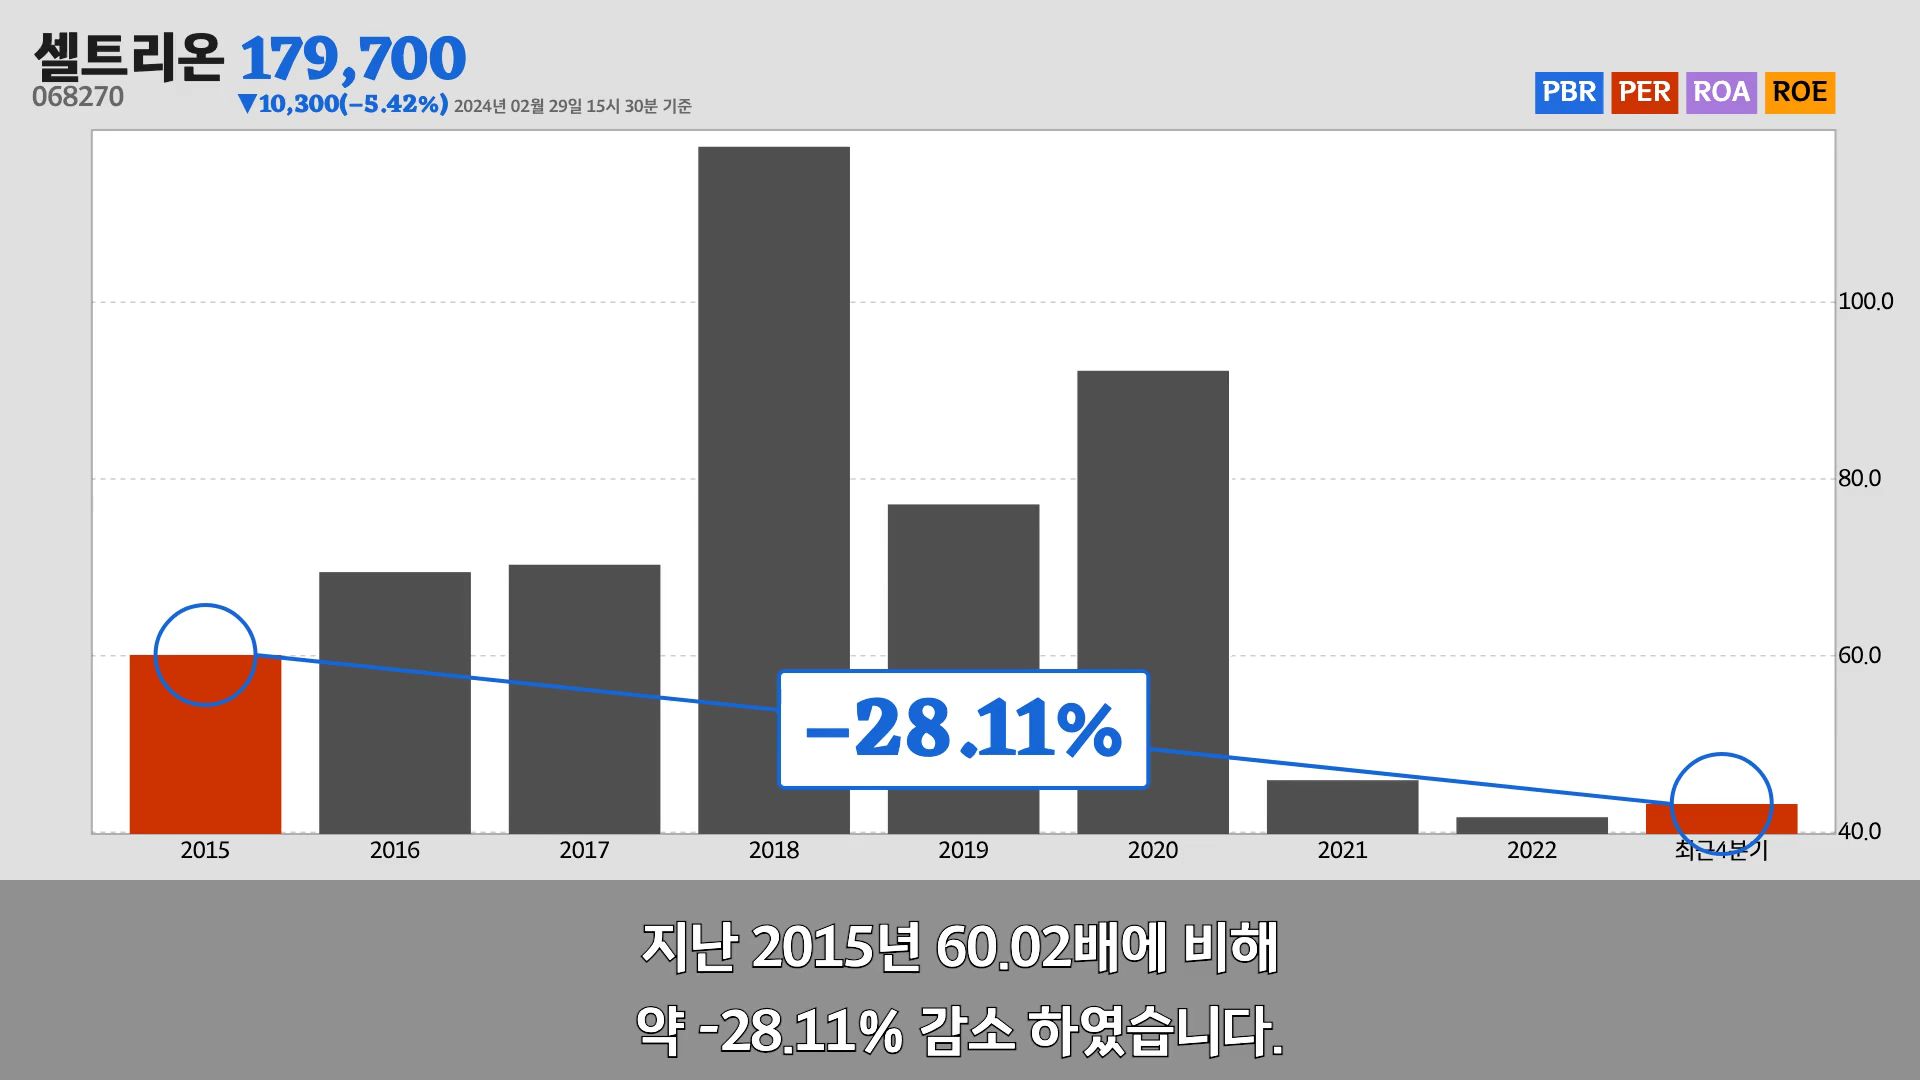 셀트리온 179,700
068270
▼10,300(-5.42%) 2024년 02월 29일 15시 30분 기준
PBR PER ROA ROE
100.0
80.0
60.0
40.0
-28.11%
2015 2016 2017 2018 2019 2020 2021 2022 최근4분기
지난 2015년 60.02배에 비해
약 -28.11% 감소 하였습니다.